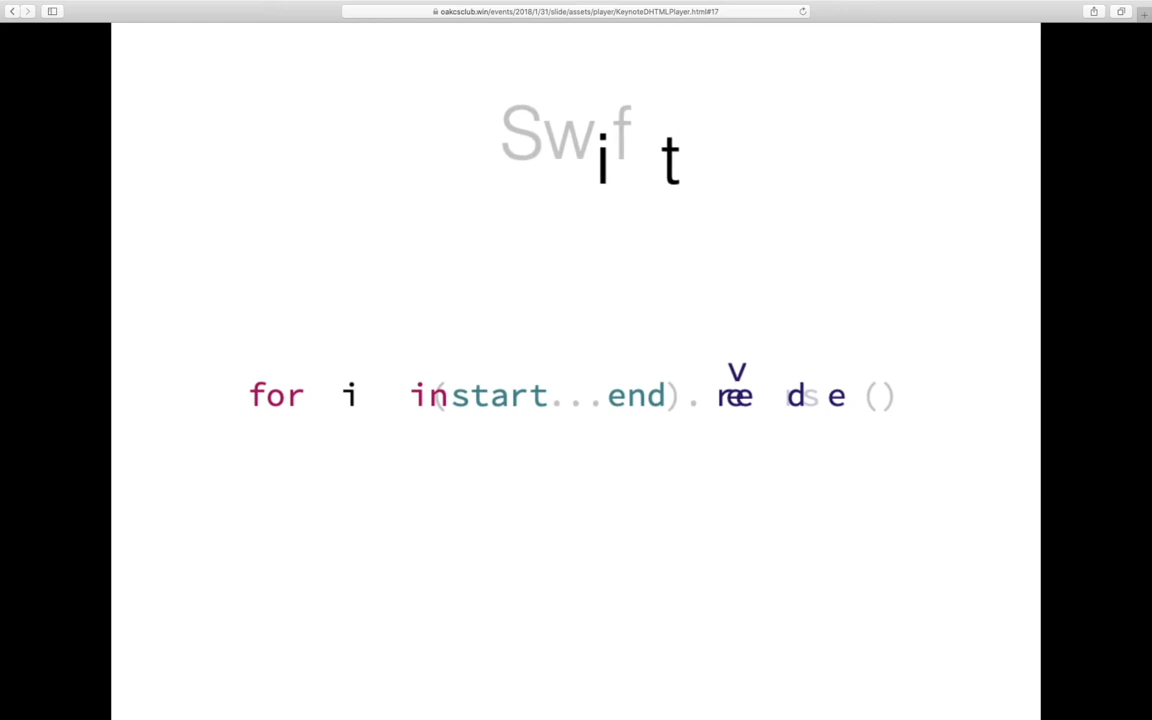 oakcsclub.win/events/2018/1/31/slide/assets/player/KeynoteDHTMLPlayer.html#17
Swift
for i in(start...end).